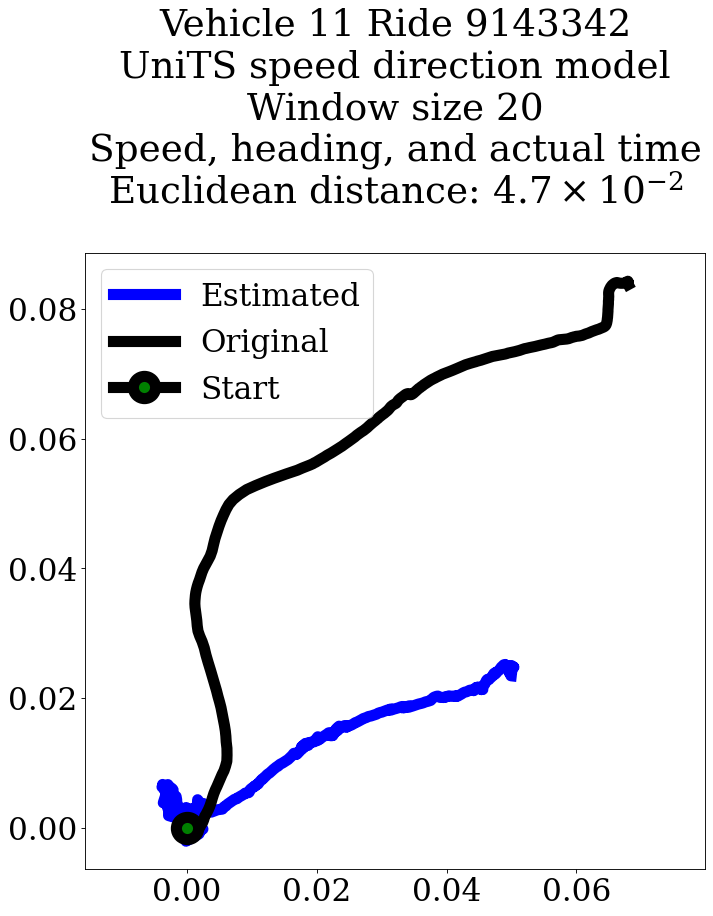 Vehicle 11 Ride 9143342
UniTS speed direction model
Window size 20
Speed, heading, and actual time
Euclidean distance: 4.7 × 10⁻²
Estimated
Original
Start
0.08
0.06
0.04
0.02
0.00
0.00 0.02 0.04 0.06